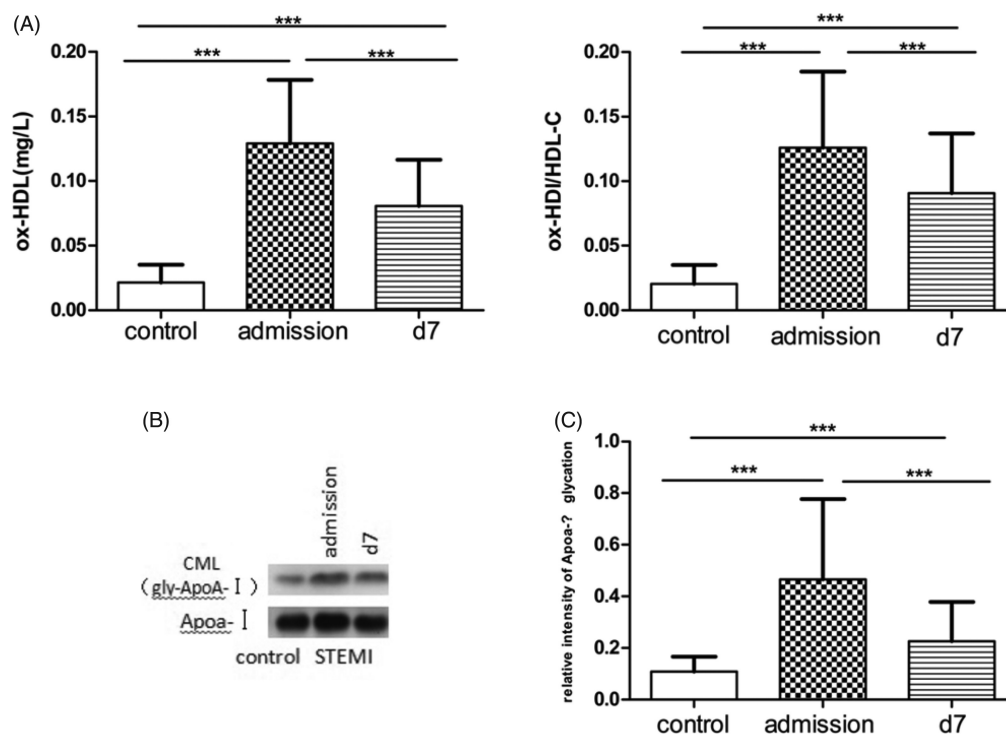 (A)
***
***
***
0.20
0.15
0.10
0.05
0.00
ox-HDL(mg/L)
control
admission
d7
***
***
***
0.20
0.15
0.10
0.05
0.00
ox-HDl/HDL-C
control
admission
d7
(B)
admission
d7
CML
(gly-ApoA-Ⅰ)
Apoa-Ⅰ
control STEMI
(C)
***
***
***
1.0
0.8
0.6
0.4
0.2
0.0
relative intensity of Apoa-? glycation
control
admission
d7